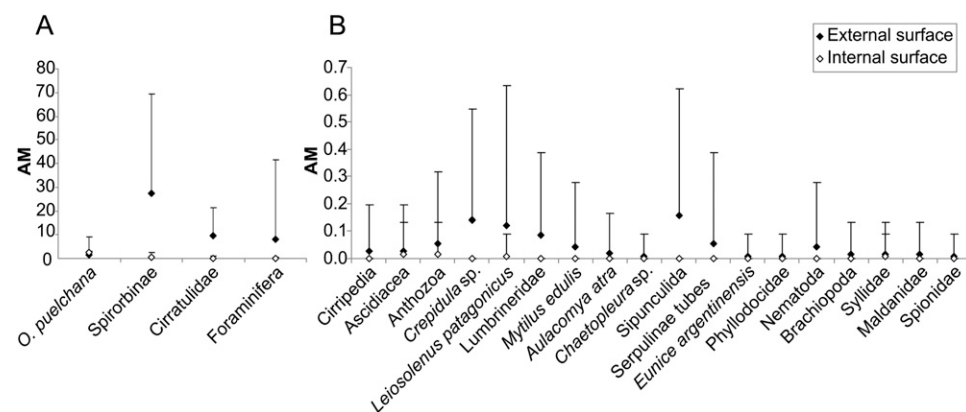 A
B
External surface
Internal surface
AM
80
70
60
50
40
30
20
10
0
O. puelchana
Spirorbinae
Cirratulidae
Foraminifera
AM
0.7
0.6
0.5
0.4
0.3
0.2
0.1
0.0
Cirripedia
Ascidiacea
Anthozoa
Crepidula sp.
Leiosolenus patagonicus
Lumbrineridae
Mytilus edulis
Aulacomya atra
Chaetopleura sp.
Sipunculida
Serpulinae tubes
Eunice argentinensis
Phyllodocidae
Nematoda
Brachiopoda
Syllidae
Maldanidae
Spionidae